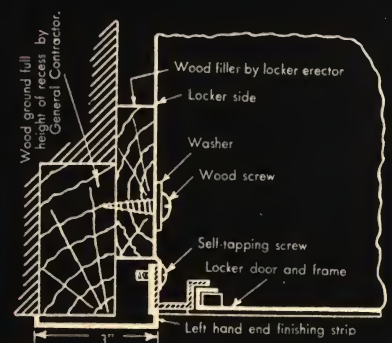 Wood ground full
height of recess by
General Contractor.
Wood filler by locker erector
Locker side
Washer
Wood screw
Self-tapping screw
Locker door and frame
Left hand end finishing strip
3"